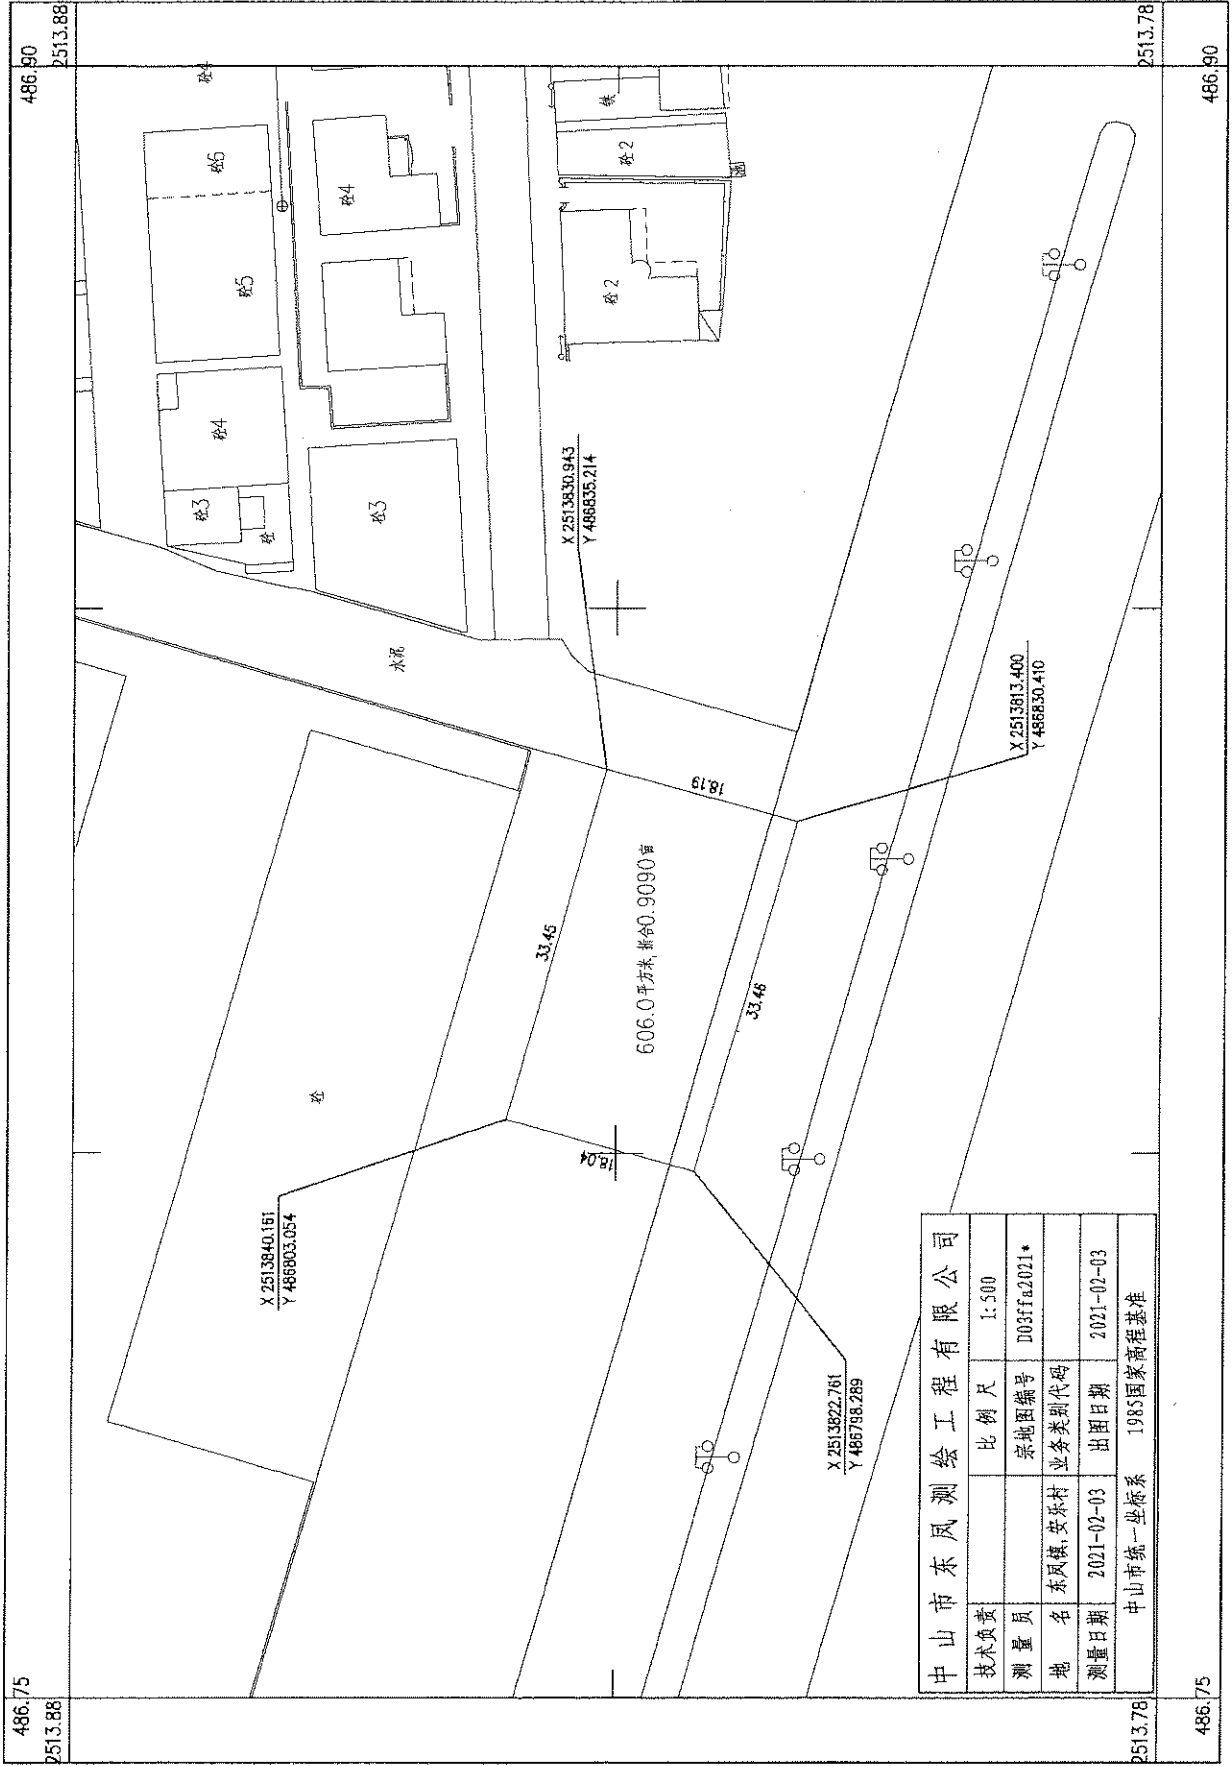 486.75
2513.88
486.90
2513.88
砼4
砼5
砼5
砼4
砼4
砼3
砼
砼3
铁
砼2
砼2
水泥
砼
X 2513830.943
Y 486835.214
X 2513840.161
Y 486803.054
X 2513813.400
Y 486830.410
X 2513822.761
Y 486798.289
33.45
18.19
33.46
18.04
606.0平方米,折合0.9090亩
中山市东凤测绘工程有限公司
技术负责 比例尺 1:500
测量员 宗地图编号 D03ffa2021*
地名 东凤镇,安乐村 业务类别代码
测量日期 2021-02-03 出图日期 2021-02-03
中山市统一坐标系 1985国家高程基准
2513.78
486.75
2513.78
486.90